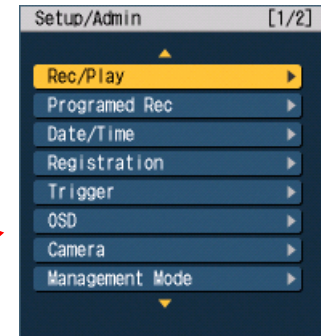 Setup/Admin [1/2]
Rec/Play
Programed Rec
Date/Time
Registration
Trigger
OSD
Camera
Management Mode